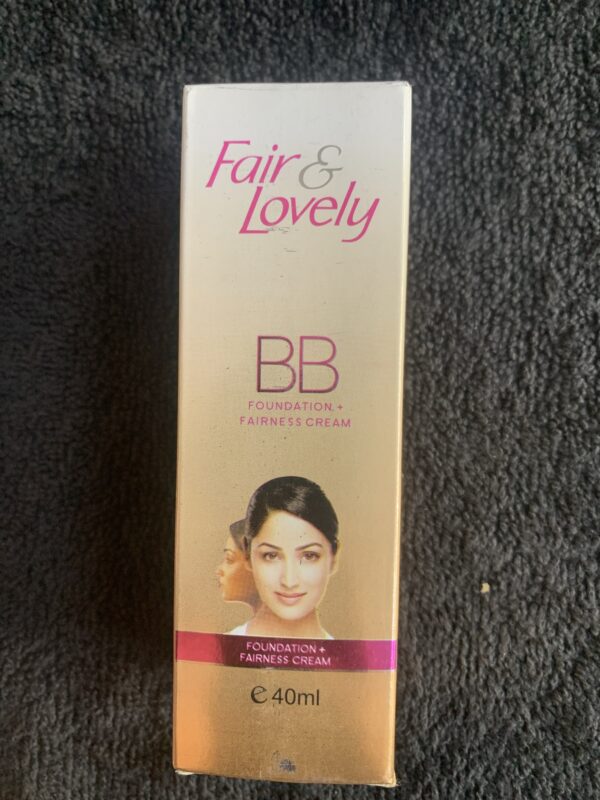 Fair &
Lovely
BB
FOUNDATION +
FAIRNESS CREAM
FOUNDATION +
FAIRNESS CREAM
℮ 40ml